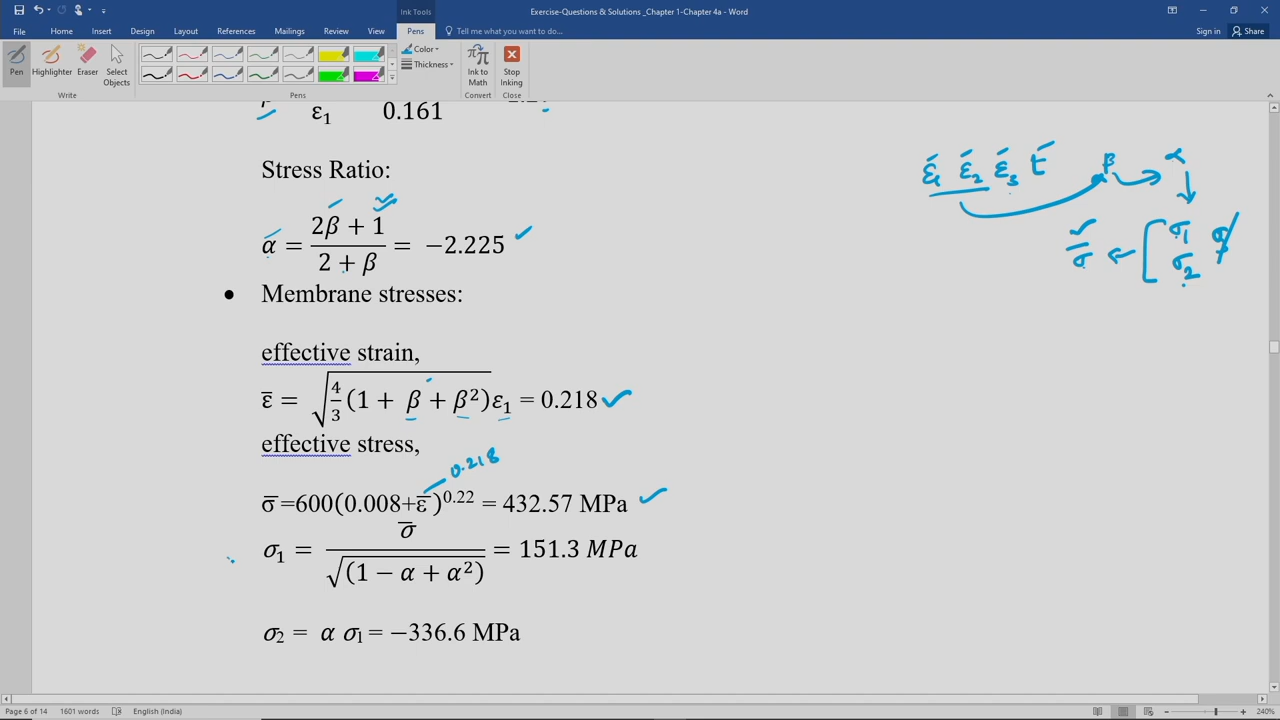 Ink Tools
Exercise-Questions & Solutions _Chapter 1-Chapter 4a - Word
File Home Insert Design Layout References Mailings Review View Pens Tell me what you want to do... Sign in Share
Pen Highlighter Eraser Select Objects
Color Thickness
Ink to Math
Stop Inking
Write Pens Convert Close
ε₁ 0.161
Stress Ratio:
α = (2β + 1)/(2 + β) = −2.225
• Membrane stresses:
effective strain,
ε̅ = √(4/3 (1 + β + β²)) ε₁ = 0.218
effective stress,
0.218
σ̅ =600(0.008+ε̅ )^0.22 = 432.57 MPa
σ₁ = σ̅ / √(1 − α + α²) = 151.3 MPa
σ₂ = α σ₁ = −336.6 MPa
ε̅₁ ε̅₂ ε̅₃ t̅ β α
σ̅ ← [ σ₁
σ₂
Page 6 of 14 1601 words English (India) 240%